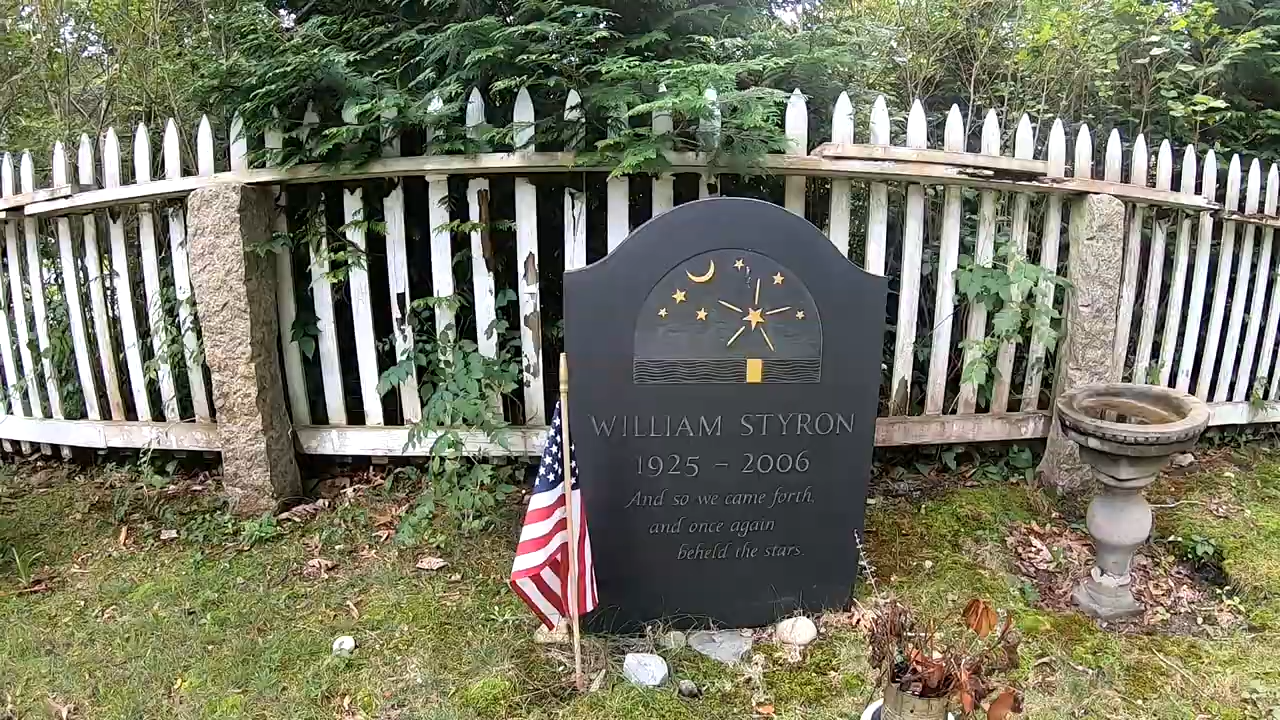 WILLIAM STYRON
1925 – 2006
And so we came forth,
and once again
beheld the stars.